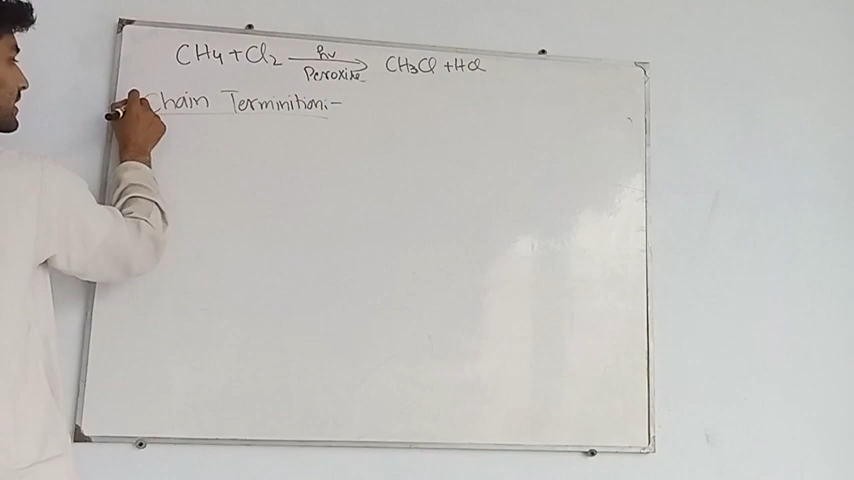 CH4 + Cl2 hv Peroxide CH3Cl + HCl
Chain Terminition:-